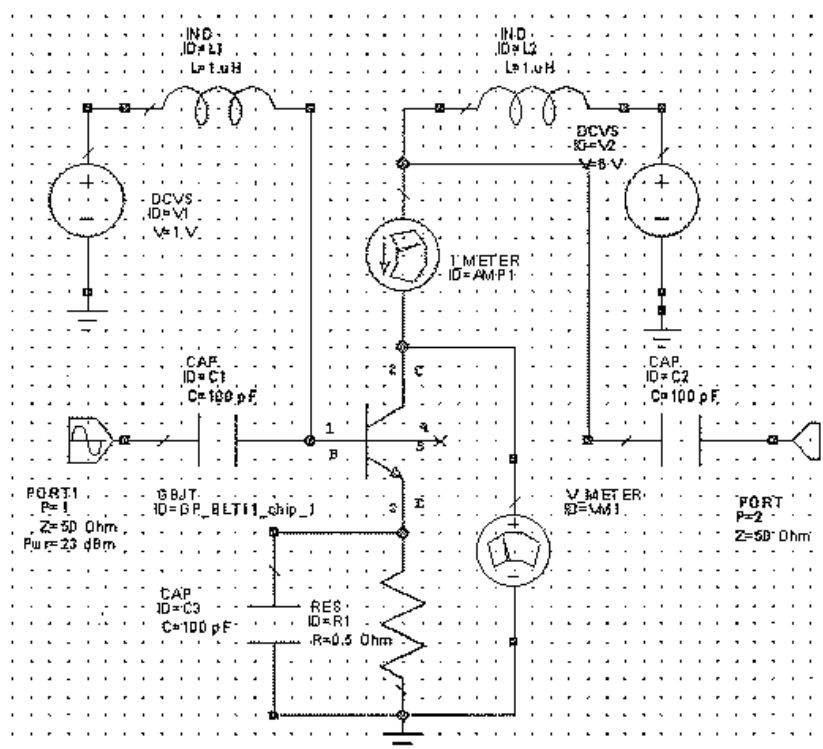 IND
ID=L1
L=1 uH
IND
ID=L2
L=1 uH
DCVS
ID=V1
V=1 V
DCVS
ID=V2
I_METER
ID=AMP1
CAP
ID=C1
C=100 pF
2 C
1
B
4
S
3 E
CAP
ID=C2
C=100 pF
PORT1
P=1
Z=50 Ohm
Pwr=23 dBm
GBJT
V_METER
ID=VM1
PORT
P=2
Z=50 Ohm
CAP
ID=C3
C=100 pF
RES
ID=R1
R=0.5 Ohm